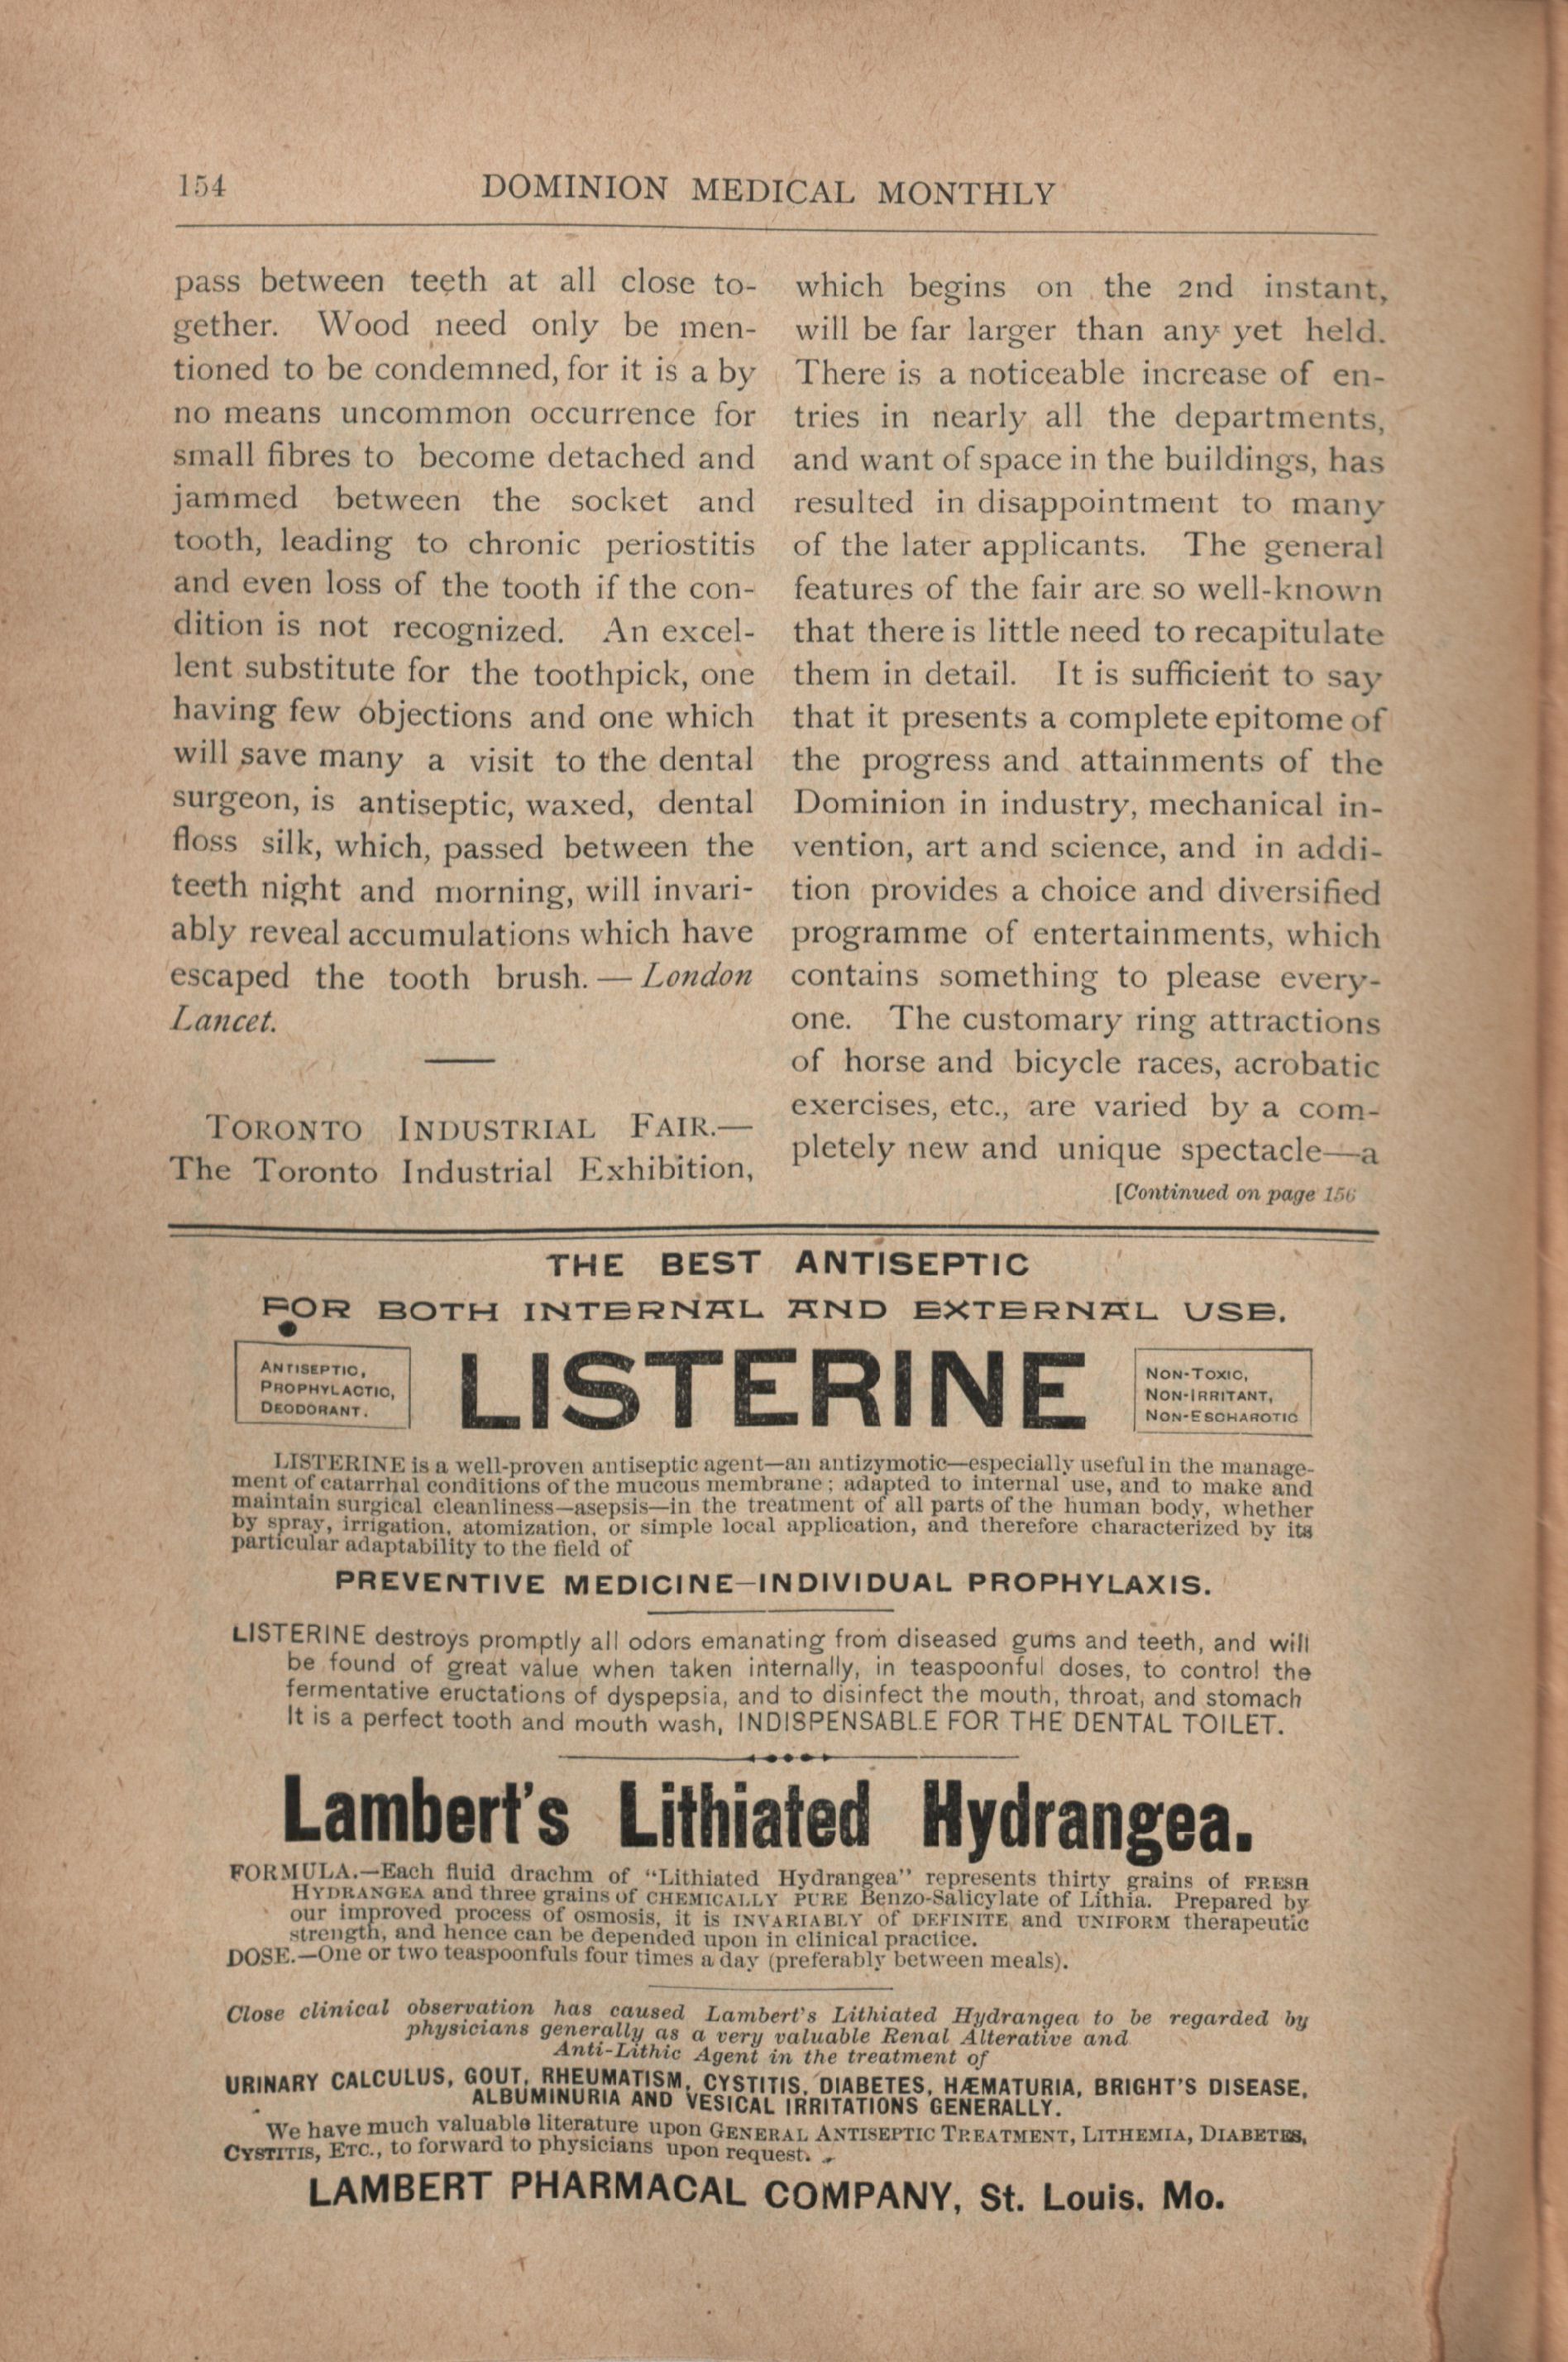 154
DOMINION MEDICAL MONTHLY
pass between teeth at all close to-
gether. Wood need only be men-
tioned to be condemned, for it is a by
no means uncommon occurrence for
small fibres to become detached and
jammed between the socket and
tooth, leading to chronic periostitis
and even loss of the tooth if the con-
dition is not recognized. An excel-
lent substitute for the toothpick, one
having few objections and one which
will save many a visit to the dental
surgeon, is antiseptic, waxed, dental
floss silk, which, passed between the
teeth night and morning, will invari-
ably reveal accumulations which have
escaped the tooth brush. — London
Lancet.
TORONTO INDUSTRIAL FAIR.—
The Toronto Industrial Exhibition,
which begins on the 2nd instant,
will be far larger than any yet held.
There is a noticeable increase of en-
tries in nearly all the departments,
and want of space in the buildings, has
resulted in disappointment to many
of the later applicants. The general
features of the fair are so well-known
that there is little need to recapitulate
them in detail. It is sufficient to say
that it presents a complete epitome of
the progress and attainments of the
Dominion in industry, mechanical in-
vention, art and science, and in addi-
tion provides a choice and diversified
programme of entertainments, which
contains something to please every-
one. The customary ring attractions
of horse and bicycle races, acrobatic
exercises, etc., are varied by a com-
pletely new and unique spectacle—a
[Continued on page 156
THE BEST ANTISEPTIC
FOR BOTH INTERNAL AND EXTERNAL USE.
ANTISEPTIC,
PROPHYLACTIC,
DEODORANT.
LISTERINE
NON-TOXIC,
NON-IRRITANT,
NON-ESCHAROTIC
LISTERINE is a well-proven antiseptic agent—an antizymotic—especially useful in the manage-
ment of catarrhal conditions of the mucous membrane; adapted to internal use, and to make and
maintain surgical cleanliness—asepsis—in the treatment of all parts of the human body, whether
by spray, irrigation, atomization, or simple local application, and therefore characterized by its
particular adaptability to the field of
PREVENTIVE MEDICINE—INDIVIDUAL PROPHYLAXIS.
LISTERINE destroys promptly all odors emanating from diseased gums and teeth, and will
be found of great value when taken internally, in teaspoonful doses, to control the
fermentative eructations of dyspepsia, and to disinfect the mouth, throat, and stomach
It is a perfect tooth and mouth wash, INDISPENSABLE FOR THE DENTAL TOILET.
Lambert's Lithiated Hydrangea.
FORMULA.—Each fluid drachm of "Lithiated Hydrangea" represents thirty grains of FRESH
HYDRANGEA and three grains of CHEMICALLY PURE Benzo-Salicylate of Lithia. Prepared by
our improved process of osmosis, it is INVARIABLY of DEFINITE and UNIFORM therapeutic
strength, and hence can be depended upon in clinical practice.
DOSE.—One or two teaspoonfuls four times a day (preferably between meals).
Close clinical observation has caused Lambert's Lithiated Hydrangea to be regarded by
physicians generally as a very valuable Renal Alterative and
Anti-Lithic Agent in the treatment of
URINARY CALCULUS, GOUT, RHEUMATISM, CYSTITIS, DIABETES, HÆMATURIA, BRIGHT'S DISEASE,
ALBUMINURIA AND VESICAL IRRITATIONS GENERALLY.
We have much valuable literature upon GENERAL ANTISEPTIC TREATMENT, LITHEMIA, DIABETES,
CYSTITIS, ETC., to forward to physicians upon request.
LAMBERT PHARMACAL COMPANY, St. Louis. Mo.